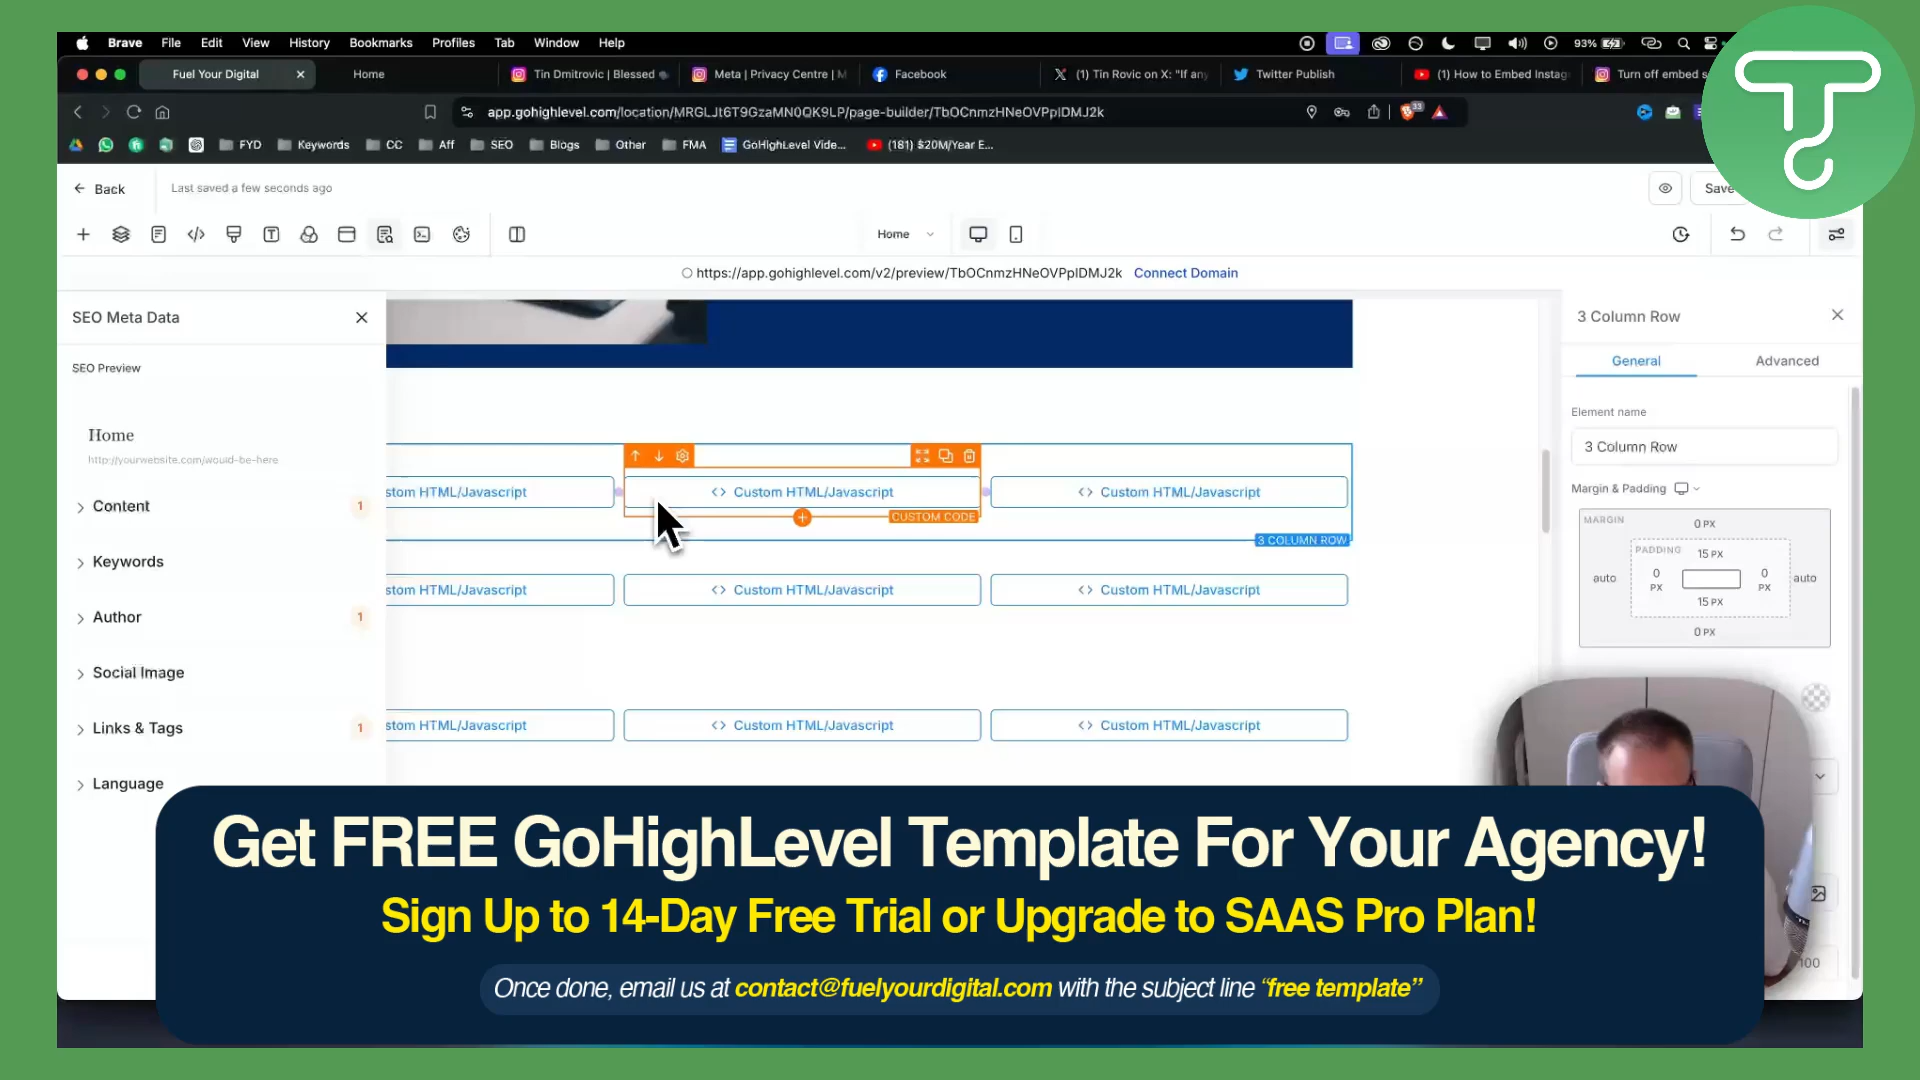 Brave File Edit View History Bookmarks Profiles Tab Window Help 93%
Fuel Your Digital Home Tin Dmitrovic | Blessed Meta | Privacy Centre | M Facebook (1) Tin Rovic on X: "If any Twitter Publish (1) How to Embed Instag Turn off embed s
app.gohighlevel.com/location/MRGLJt6T9GzaMN0QK9LP/page-builder/TbOCnmzHNeOVPpIDMJ2k 33
FYD Keywords CC Aff SEO Blogs Other FMA GoHighLevel Vide... (181) $20M/Year E...
Back Last saved a few seconds ago Save
Home
https://app.gohighlevel.com/v2/preview/TbOCnmzHNeOVPpIDMJ2k Connect Domain
SEO Meta Data
SEO Preview
Home
http://yourwebsite.com/would-be-here
Content 1
Keywords
Author 1
Social Image
Links & Tags 1
Language
stom HTML/Javascript Custom HTML/Javascript Custom HTML/Javascript
CUSTOM CODE
3 COLUMN ROW
stom HTML/Javascript Custom HTML/Javascript Custom HTML/Javascript
stom HTML/Javascript Custom HTML/Javascript Custom HTML/Javascript
3 Column Row
General Advanced
Element name
3 Column Row
Margin & Padding
MARGIN 0 PX
PADDING 15 PX
auto 0 PX 0 PX auto
15 PX
0 PX
100
Get FREE GoHighLevel Template For Your Agency!
Sign Up to 14-Day Free Trial or Upgrade to SAAS Pro Plan!
Once done, email us at contact@fuelyourdigital.com with the subject line "free template"